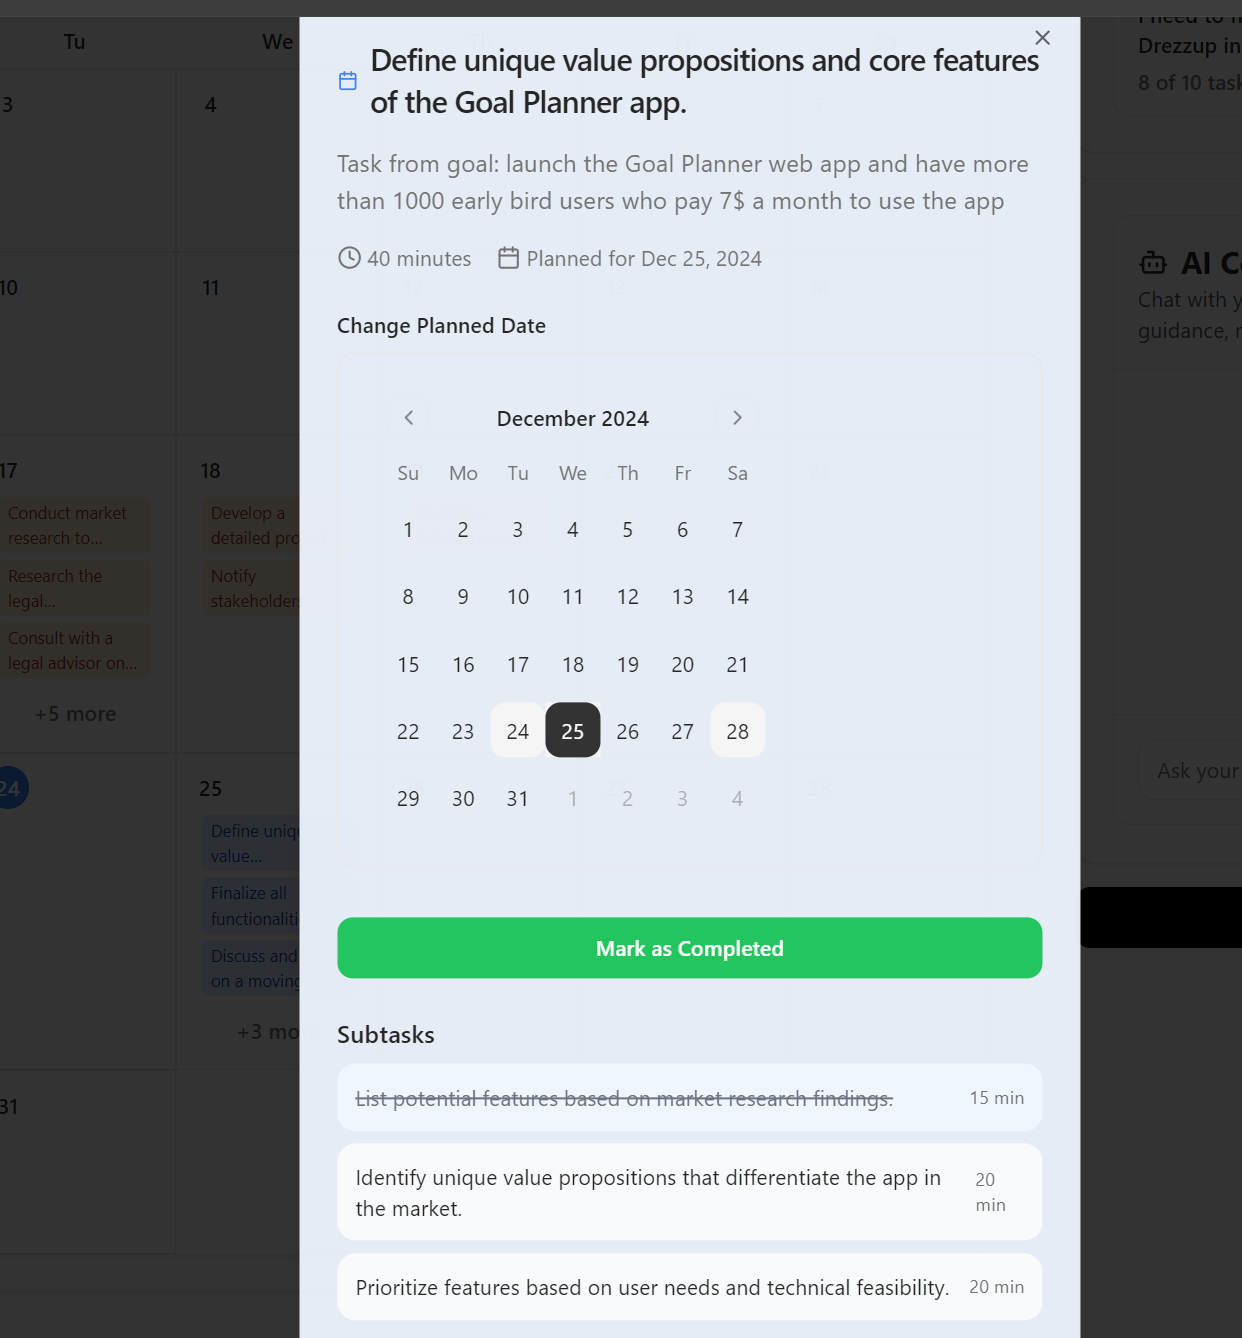 Tu
We
3
4
10
11
17
18
Conduct market
research to...
Research the
legal...
Consult with a
legal advisor on...
+5 more
Develop a
detailed pro
Notify
stakeholder
24
25
Define uniq
value...
Finalize all
functionaliti
Discuss and
on a moving
+3 mo
31
Define unique value propositions and core features
of the Goal Planner app.
Task from goal: launch the Goal Planner web app and have more
than 1000 early bird users who pay 7$ a month to use the app
40 minutes
Planned for Dec 25, 2024
Change Planned Date
December 2024
Su Mo Tu We Th Fr Sa
1 2 3 4 5 6 7
8 9 10 11 12 13 14
15 16 17 18 19 20 21
22 23 24 25 26 27 28
29 30 31 1 2 3 4
Mark as Completed
Subtasks
List potential features based on market research findings.
15 min
Identify unique value propositions that differentiate the app in
the market.
20
min
Prioritize features based on user needs and technical feasibility.
20 min
I need to
Drezzup in
8 of 10 task
AI C
Chat with y
guidance,
Ask your